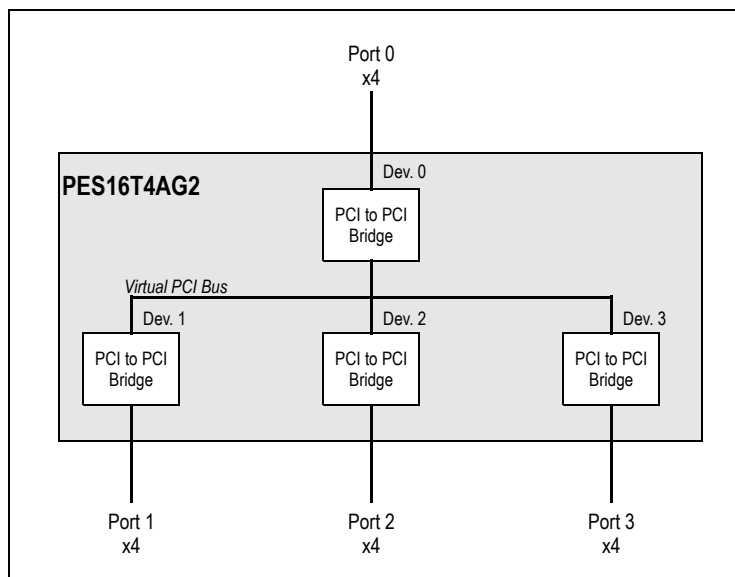 Port 0
x4
Dev. 0
PES16T4AG2
PCI to PCI
Bridge
Virtual PCI Bus
Dev. 1
Dev. 2
Dev. 3
PCI to PCI
Bridge
PCI to PCI
Bridge
PCI to PCI
Bridge
Port 1
x4
Port 2
x4
Port 3
x4